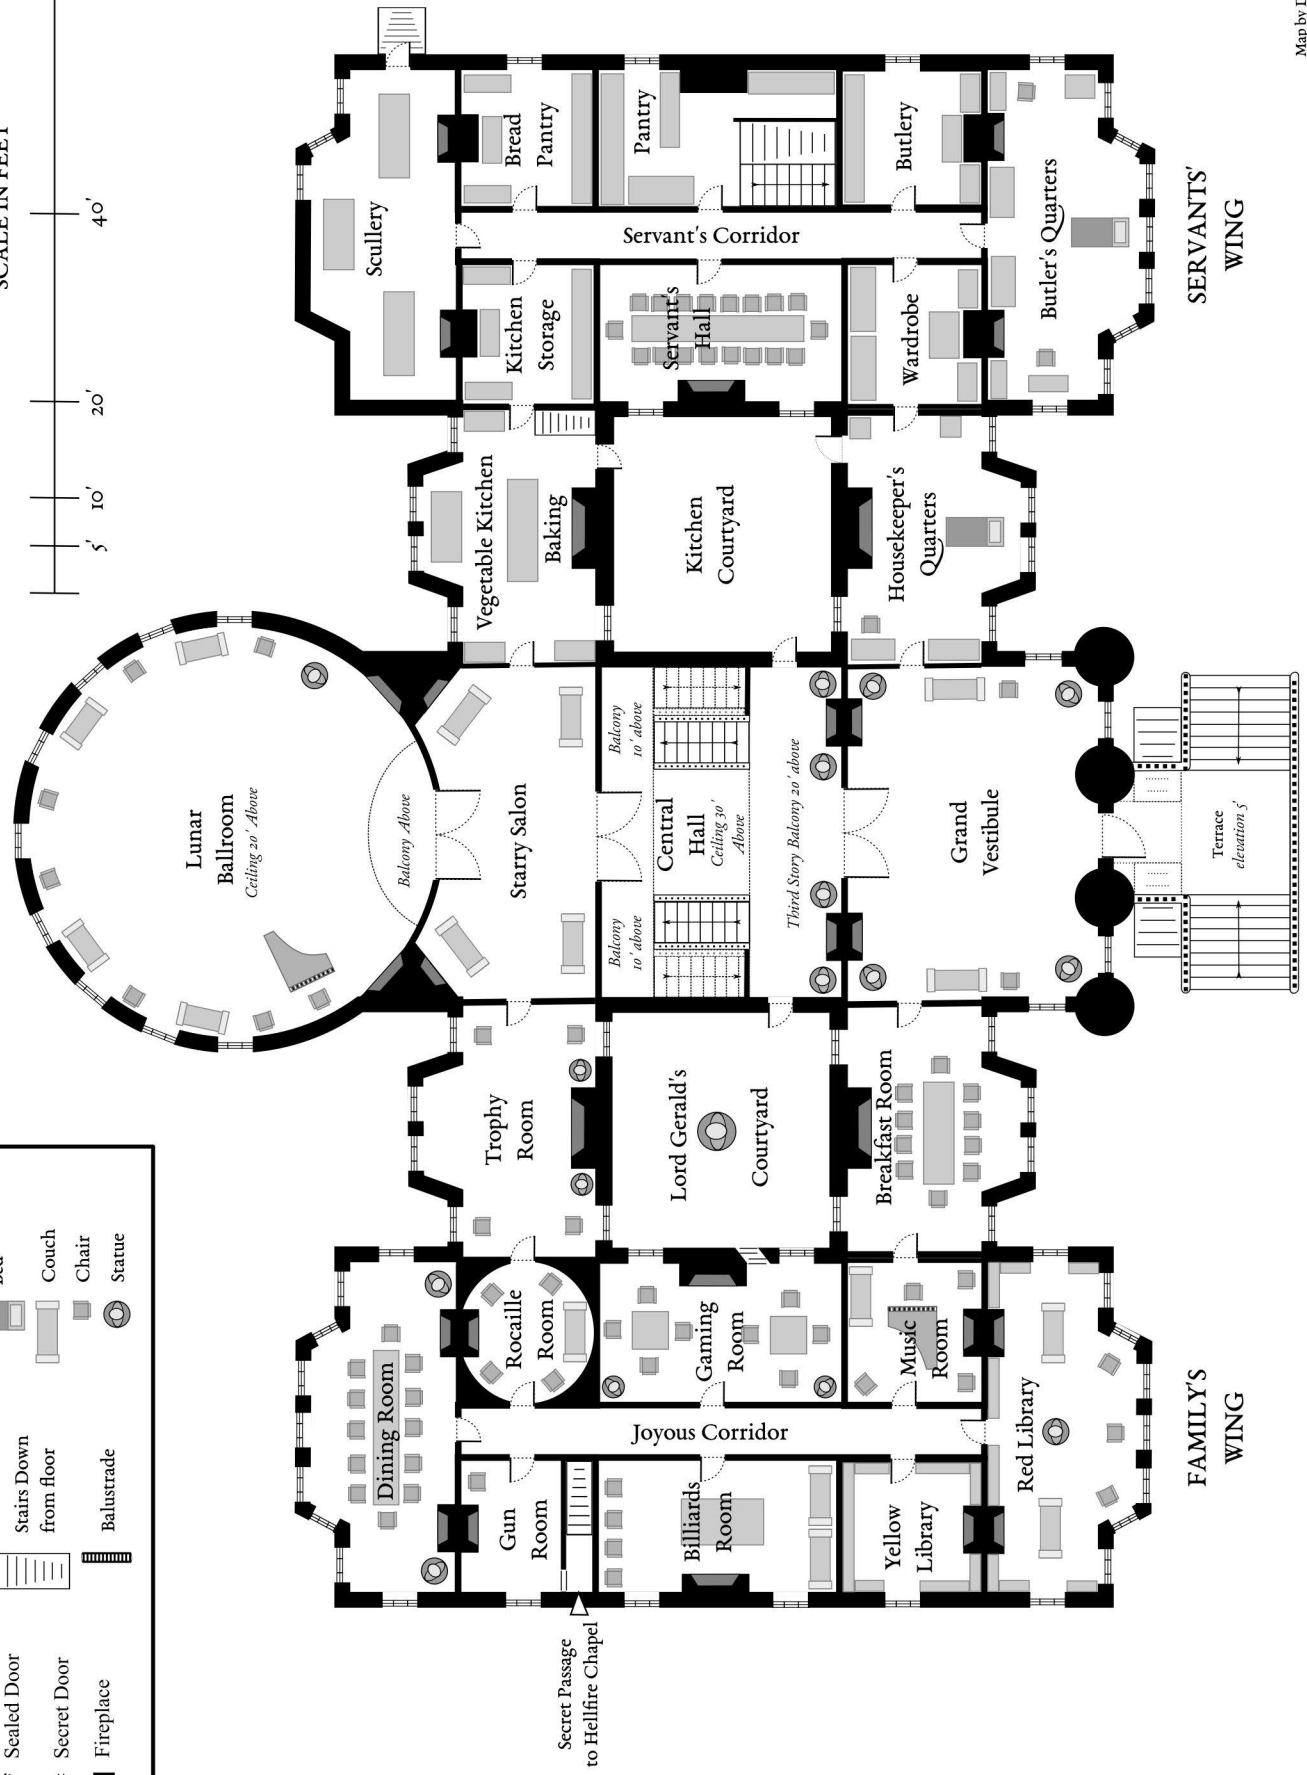 SCALE IN FEET
5'
10'
20'
40'
Map by
Sealed Door
Secret Door
Fireplace
Stairs Down
from floor
Balustrade
Couch
Chair
Statue
Lunar
Ballroom
Ceiling 20' Above
Balcony Above
Starry Salon
Balcony
10' above
Central
Hall
Ceiling 30'
Above
Balcony
10' above
Third Story Balcony 20' above
Grand
Vestibule
Terrace
elevation 5'
Dining Room
Rocaille
Room
Trophy
Room
Gun
Room
Joyous Corridor
Gaming
Room
Lord Gerald's
Courtyard
Billiards
Room
Music
Room
Breakfast Room
Yellow
Library
Red Library
Secret Passage
to Hellfire Chapel
FAMILY'S
WING
Scullery
Vegetable Kitchen
Baking
Kitchen
Storage
Bread
Pantry
Kitchen
Courtyard
Servant's
Hall
Servant's Corridor
Pantry
Housekeeper's
Quarters
Wardrobe
Butlery
Butler's Quarters
SERVANTS'
WING